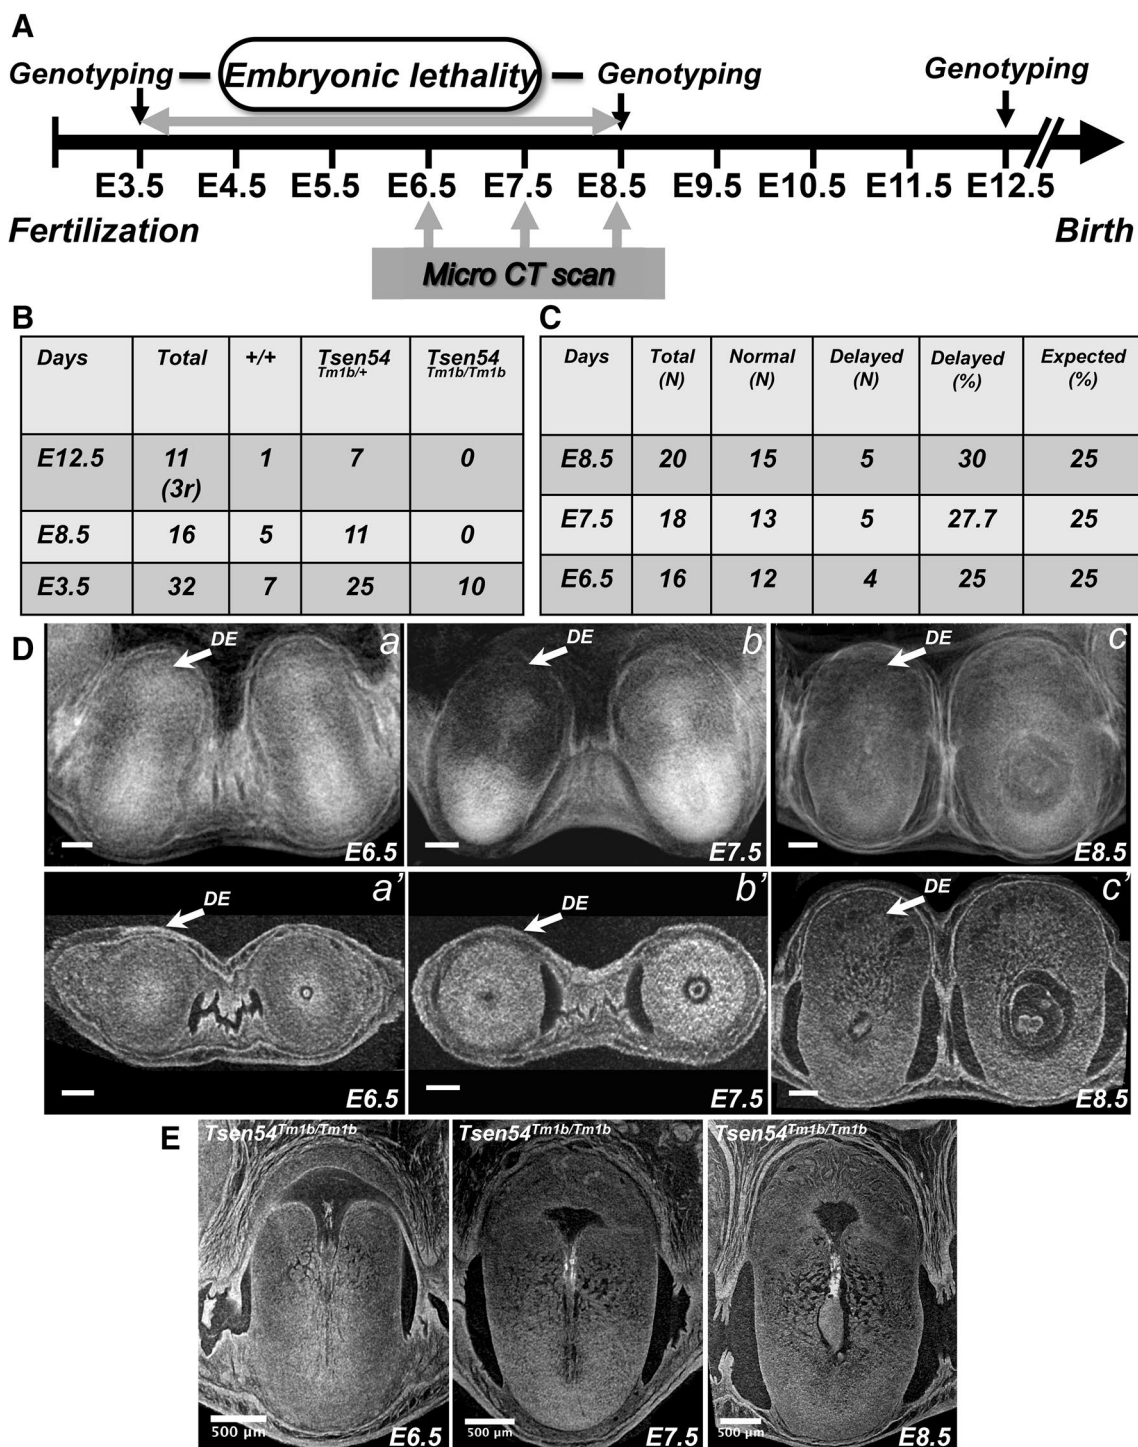 A
Genotyping
Embryonic lethality
Genotyping
Genotyping
E3.5 E4.5 E5.5 E6.5 E7.5 E8.5 E9.5 E10.5 E11.5 E12.5
Fertilization
Birth
Micro CT scan
B
Days Total +/+ Tsen54 Tm1b/+ Tsen54 Tm1b/Tm1b
E12.5 11 (3r) 1 7 0
E8.5 16 5 11 0
E3.5 32 7 25 10
C
Days Total (N) Normal (N) Delayed (N) Delayed (%) Expected (%)
E8.5 20 15 5 30 25
E7.5 18 13 5 27.7 25
E6.5 16 12 4 25 25
D
DE a E6.5
DE b E7.5
DE c E8.5
DE a' E6.5
DE b' E7.5
DE c' E8.5
E
Tsen54Tm1b/Tm1b 500 µm E6.5
Tsen54Tm1b/Tm1b 500 µm E7.5
Tsen54Tm1b/Tm1b 500 µm E8.5